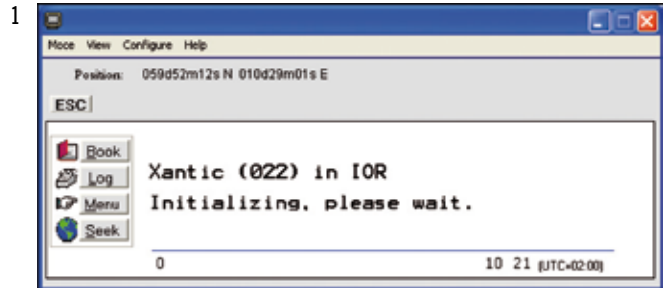 1
Moce View Configure Help
Position: 059d52m12s N 010d29m01s E
ESC
Book
Log
Menu
Seek
Xantic (022) in IOR
Initializing, please wait.
0 10 21 (UTC+02:00)